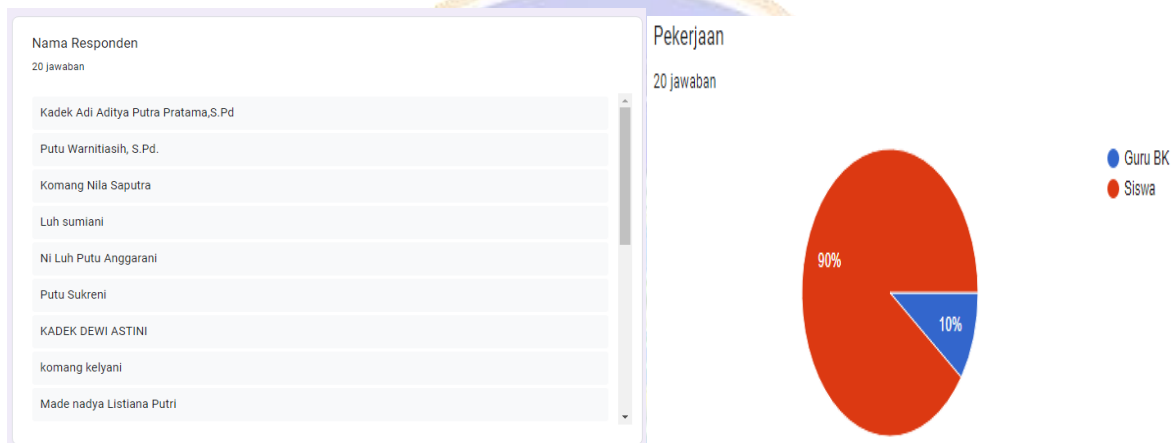 Nama Responden
20 jawaban
Kadek Adi Aditya Putra Pratama,S.Pd
Putu Warnitiasih, S.Pd.
Komang Nila Saputra
Luh sumiani
Ni Luh Putu Anggarani
Putu Sukreni
KADEK DEWI ASTINI
komang kelyani
Made nadya Listiana Putri
Pekerjaan
20 jawaban
Guru BK
Siswa
90%
10%